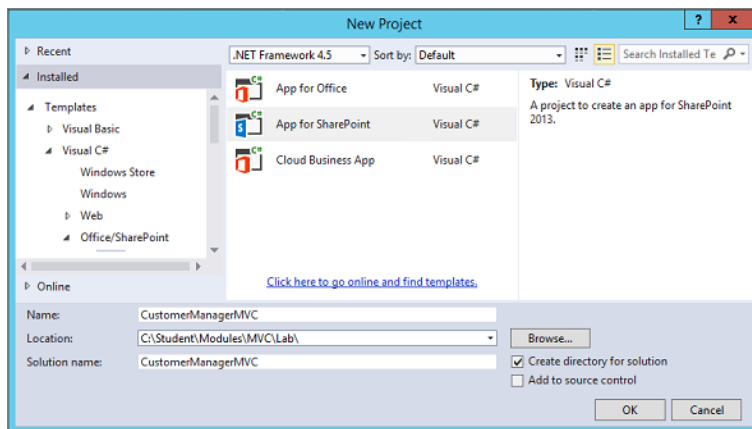 New Project
? x
Recent
.NET Framework 4.5 Sort by: Default Search Installed Te
Installed
Templates
Visual Basic
Visual C#
Windows Store
Windows
Web
Office/SharePoint
Online
C# App for Office Visual C#
C# App for SharePoint Visual C#
C# Cloud Business App Visual C#
Click here to go online and find templates.
Type: Visual C#
A project to create an app for SharePoint
2013.
Name: CustomerManagerMVC
Location: C:\Student\Modules\MVC\Lab\ Browse...
Solution name: CustomerManagerMVC
Create directory for solution
Add to source control
OK Cancel